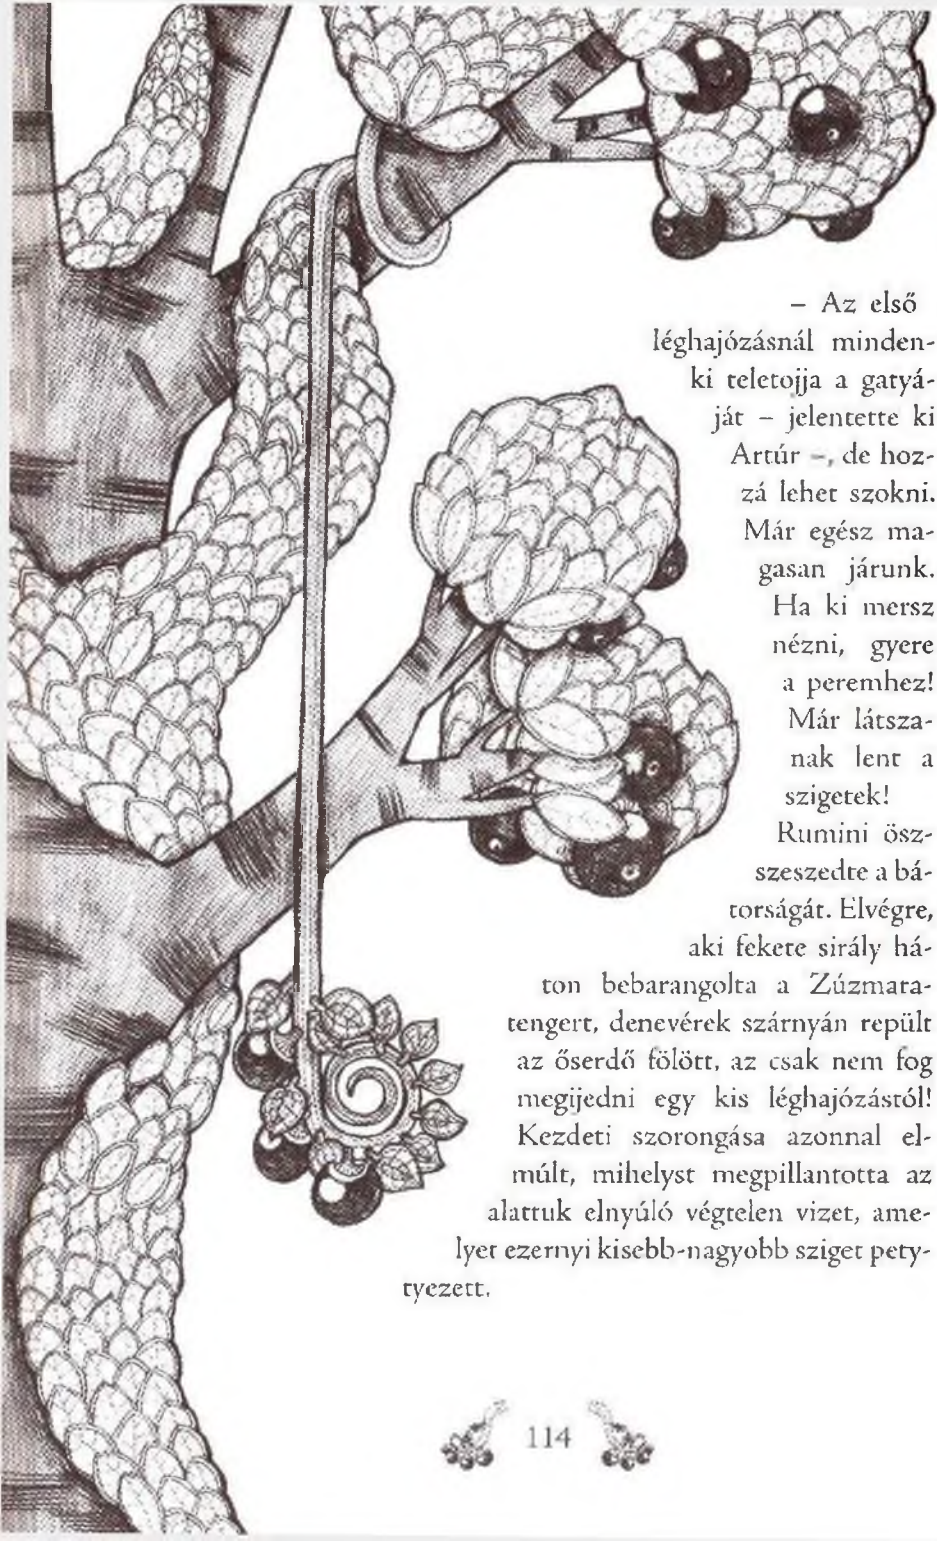 – Az első
léghajózásnál minden-
ki teletojja a gatyá-
ját – jelentette ki
Artúr –, de hoz-
zá lehet szokni.
Már egész ma-
gasan járunk.
Ha ki mersz
nézni, gyere
a peremhez!
Már látsza-
nak lent a
szigetek!
Rumini ösz-
szeszedte a bá-
torságát. Elvégre,
aki fekete sirály há-
ton bebarangolta a Zúzmara-
tengert, denevérek szárnyán repült
az őserdő fölött, az csak nem fog
megijedni egy kis léghajózástól!
Kezdeti szorongása azonnal el-
múlt, mihelyst megpillantotta az
alattuk elnyúló végtelen vizet, ame-
lyet ezernyi kisebb-nagyobb sziget pety-
tyezett.
114